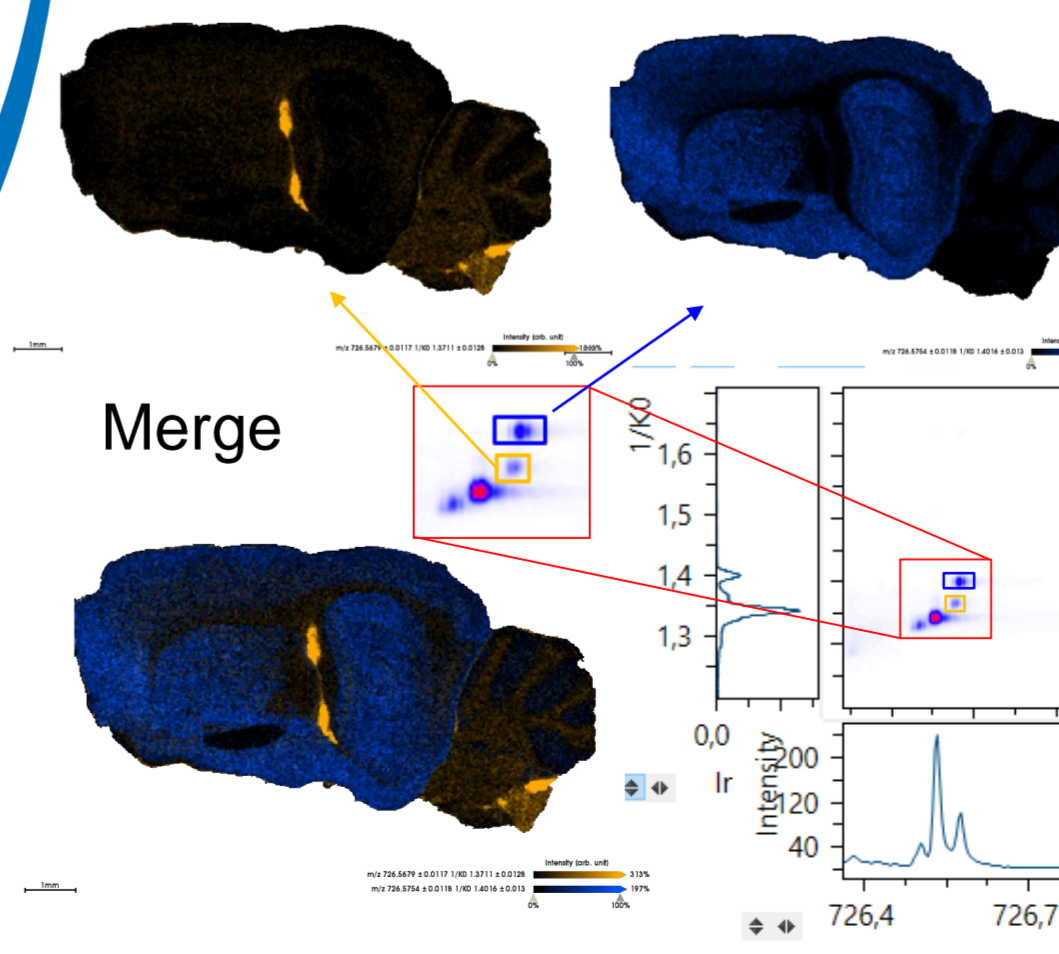 1mm
Intensity (arb. unit)
m/z 726.5679 ± 0.0117 1/K0 1.3711 ± 0.0128
0%
100%
m/z 726.5754 ± 0.0118 1/K0 1.4016 ± 0.013
0%
Merge
1/K0
1,6
1,5
1,4
1,3
0,0
Ir
Intensity
200
120
40
726,4
726,7
1mm
Intensity (arb. unit)
m/z 726.5679 ± 0.0117 1/K0 1.3711 ± 0.0128
313%
m/z 726.5754 ± 0.0118 1/K0 1.4016 ± 0.013
197%
0%
100%